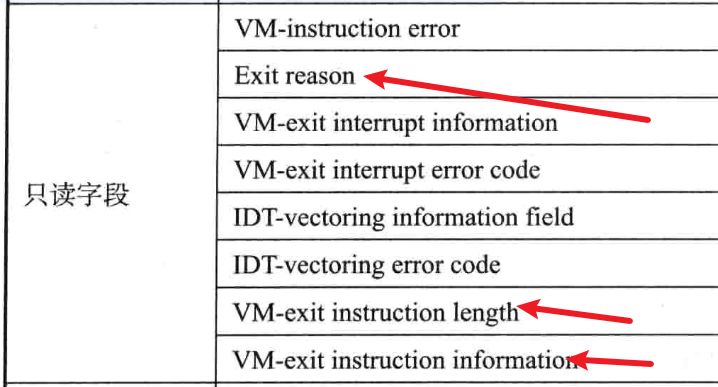 VM-instruction error
Exit reason
VM-exit interrupt information
VM-exit interrupt error code
只读字段
IDT-vectoring information field
IDT-vectoring error code
VM-exit instruction length
VM-exit instruction information